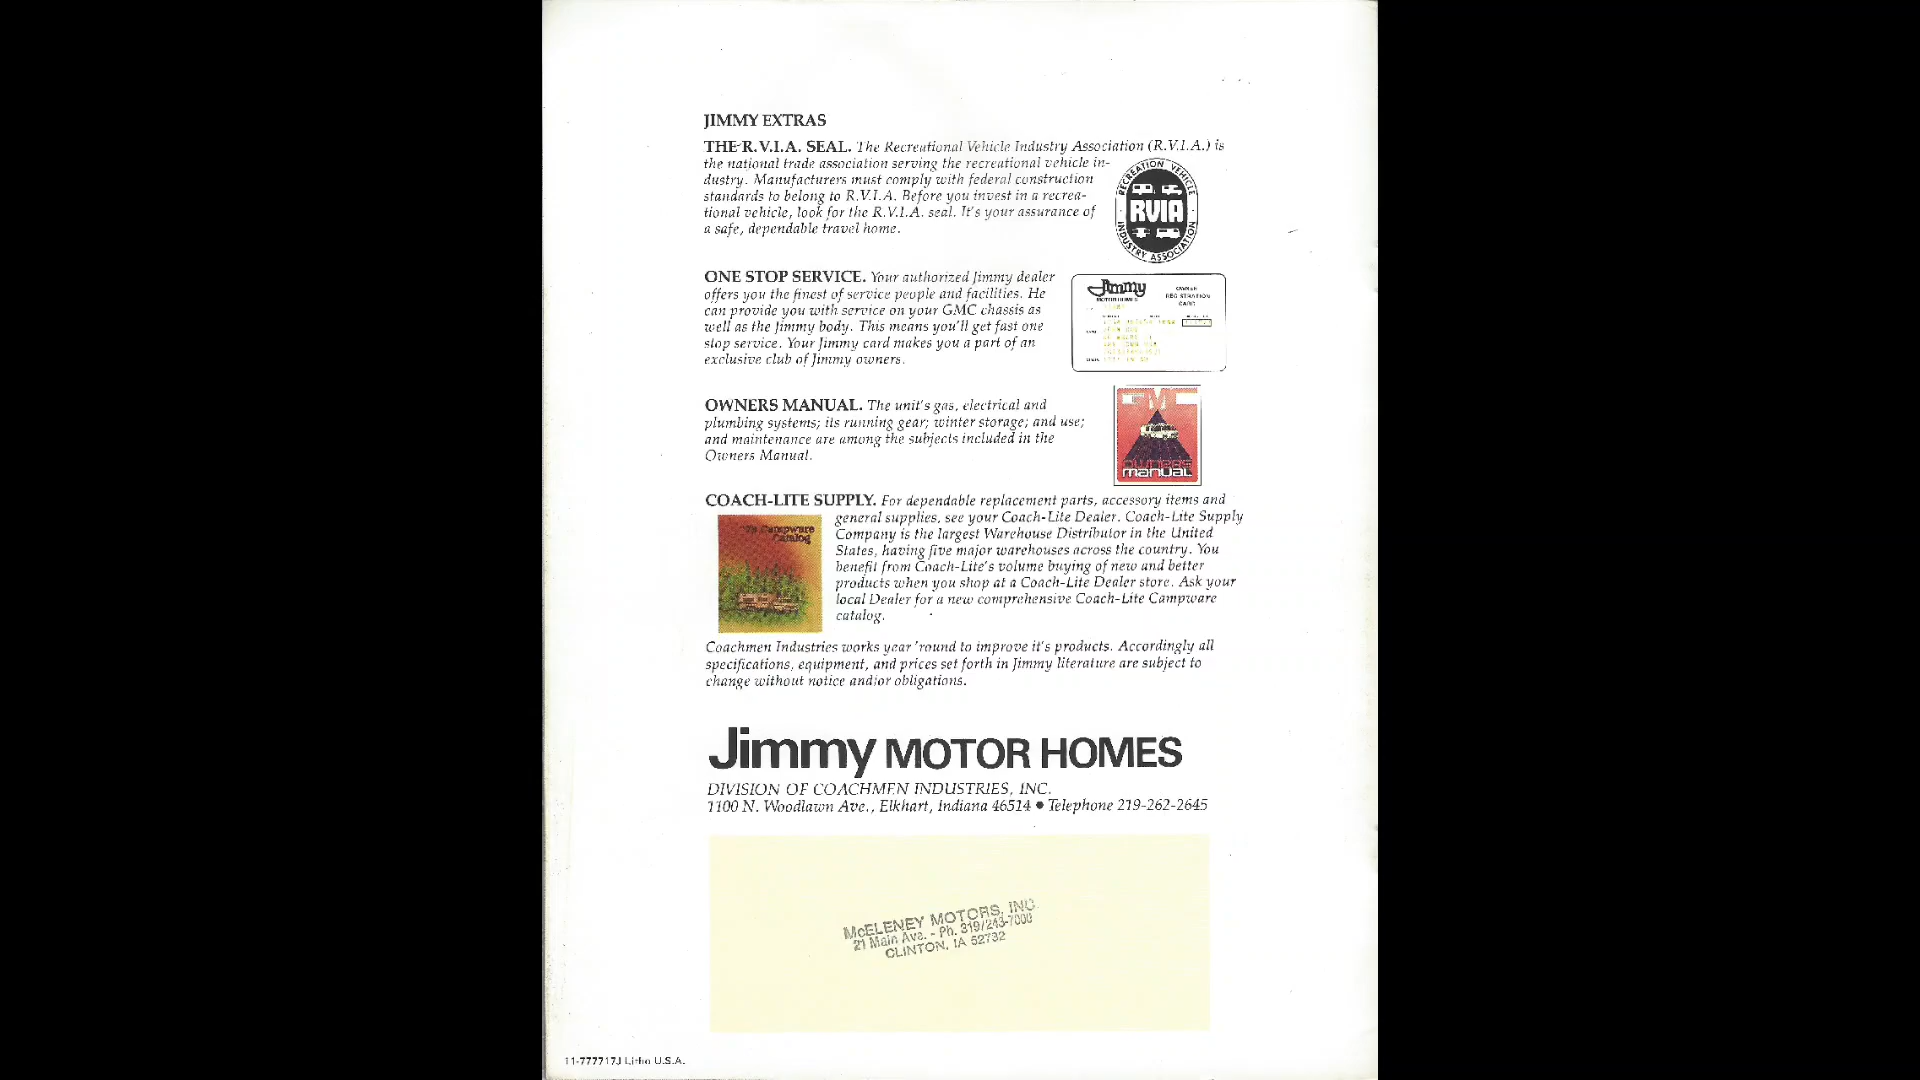 JIMMY EXTRAS
THE R.V.I.A. SEAL. The Recreational Vehicle Industry Association (R.V.I.A.) is
the national trade association serving the recreational vehicle in-
dustry. Manufacturers must comply with federal construction
standards to belong to R.V.I.A. Before you invest in a recrea-
tional vehicle, look for the R.V.I.A. seal. It's your assurance of
a safe, dependable travel home.
RECREATION VEHICLE
RVIA
INDUSTRY ASSOCIATION
ONE STOP SERVICE. Your authorized Jimmy dealer
offers you the finest of service people and facilities. He
can provide you with service on your GMC chassis as
well as the Jimmy body. This means you'll get fast one
stop service. Your Jimmy card makes you a part of an
exclusive club of Jimmy owners.
Jimmy
MOTOR HOMES
OWNER
REGISTRATION
CARD
OWNERS MANUAL. The unit's gas, electrical and
plumbing systems; its running gear; winter storage; and use;
and maintenance are among the subjects included in the
Owners Manual.
GMC
owners
manual
COACH-LITE SUPPLY. For dependable replacement parts, accessory items and
general supplies, see your Coach-Lite Dealer. Coach-Lite Supply
Company is the largest Warehouse Distributor in the United
States, having five major warehouses across the country. You
benefit from Coach-Lite's volume buying of new and better
products when you shop at a Coach-Lite Dealer store. Ask your
local Dealer for a new comprehensive Coach-Lite Campware
catalog.
'78 Campware
Catalog
Coachmen Industries works year 'round to improve it's products. Accordingly all
specifications, equipment, and prices set forth in Jimmy literature are subject to
change without notice and/or obligations.
Jimmy MOTOR HOMES
DIVISION OF COACHMEN INDUSTRIES, INC.
1100 N. Woodlawn Ave., Elkhart, Indiana 46514 ● Telephone 219-262-2645
McELENEY MOTORS, INC.
21 Main Ave. - Ph. 319/243-7000
CLINTON, IA 52732
11-777717J Litho U.S.A.